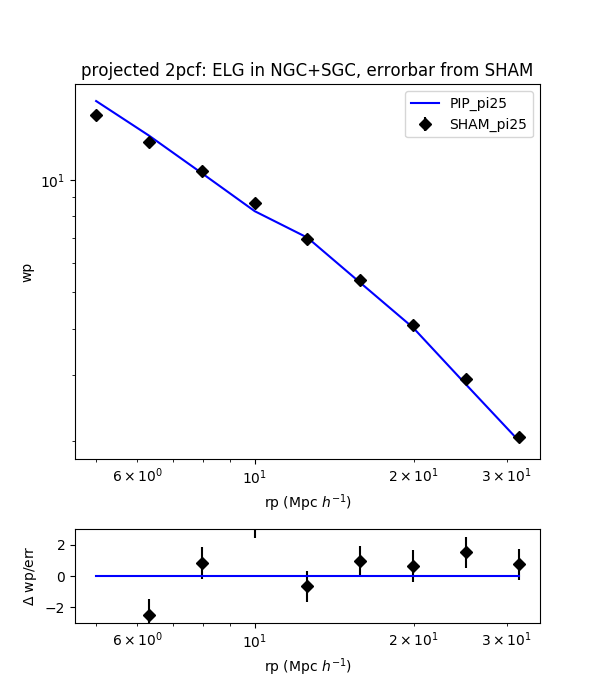 projected 2pcf: ELG in NGC+SGC, errorbar from SHAM
PIP_pi25
SHAM_pi25
10¹
wp
6 × 10⁰
10¹
2 × 10¹
3 × 10¹
rp (Mpc h⁻¹)
2
0
−2
Δ wp/err
6 × 10⁰
10¹
2 × 10¹
3 × 10¹
rp (Mpc h⁻¹)